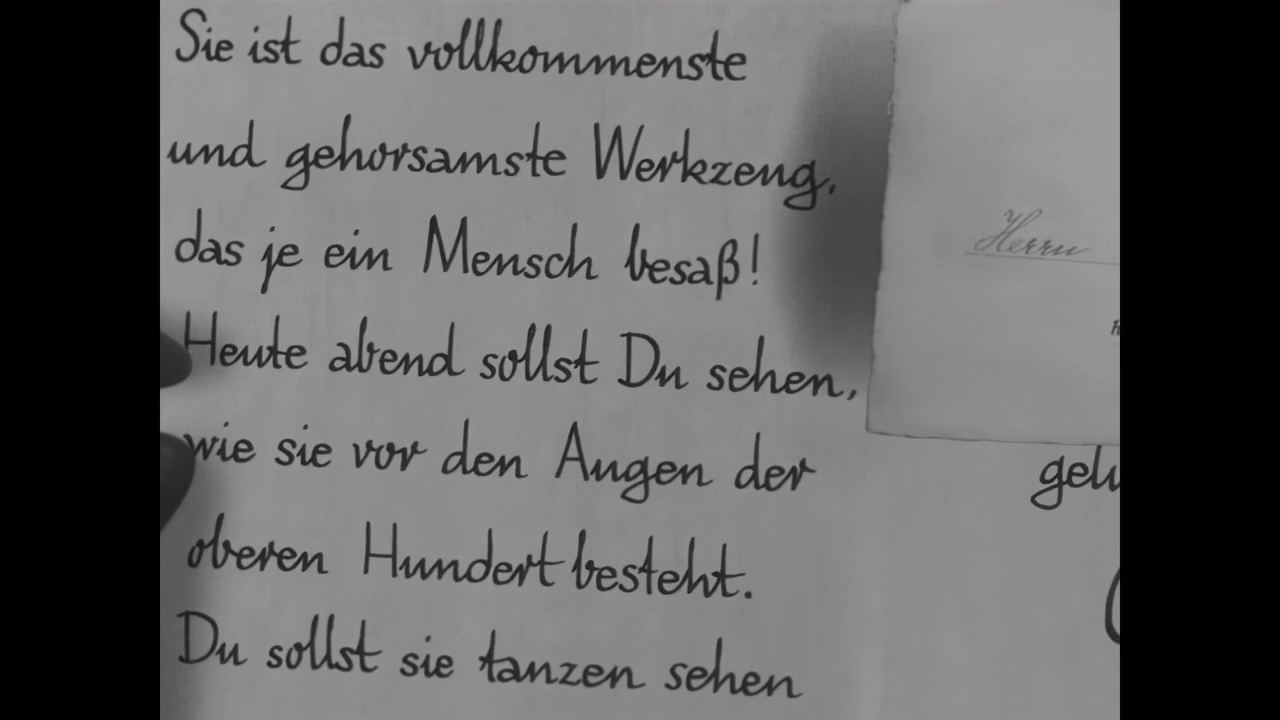 Sie ist das vollkommenste
und gehorsamste Werkzeug,
das je ein Mensch besaß!
Heute abend sollst Du sehen,
wie sie vor den Augen der
oberen Hundert besteht.
Du sollst sie tanzen sehen
Herrn